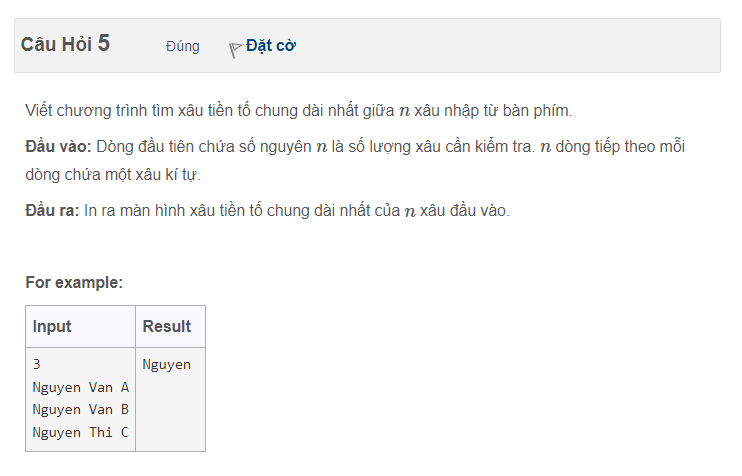 Câu Hỏi 5 Đúng Đặt cờ
Viết chương trình tìm xâu tiền tố chung dài nhất giữa n xâu nhập từ bàn phím.
Đầu vào: Dòng đầu tiên chứa số nguyên n là số lượng xâu cần kiểm tra. n dòng tiếp theo mỗi
dòng chứa một xâu kí tự.
Đầu ra: In ra màn hình xâu tiền tố chung dài nhất của n xâu đầu vào.
For example:
Input Result
3 Nguyen
Nguyen Van A
Nguyen Van B
Nguyen Thi C